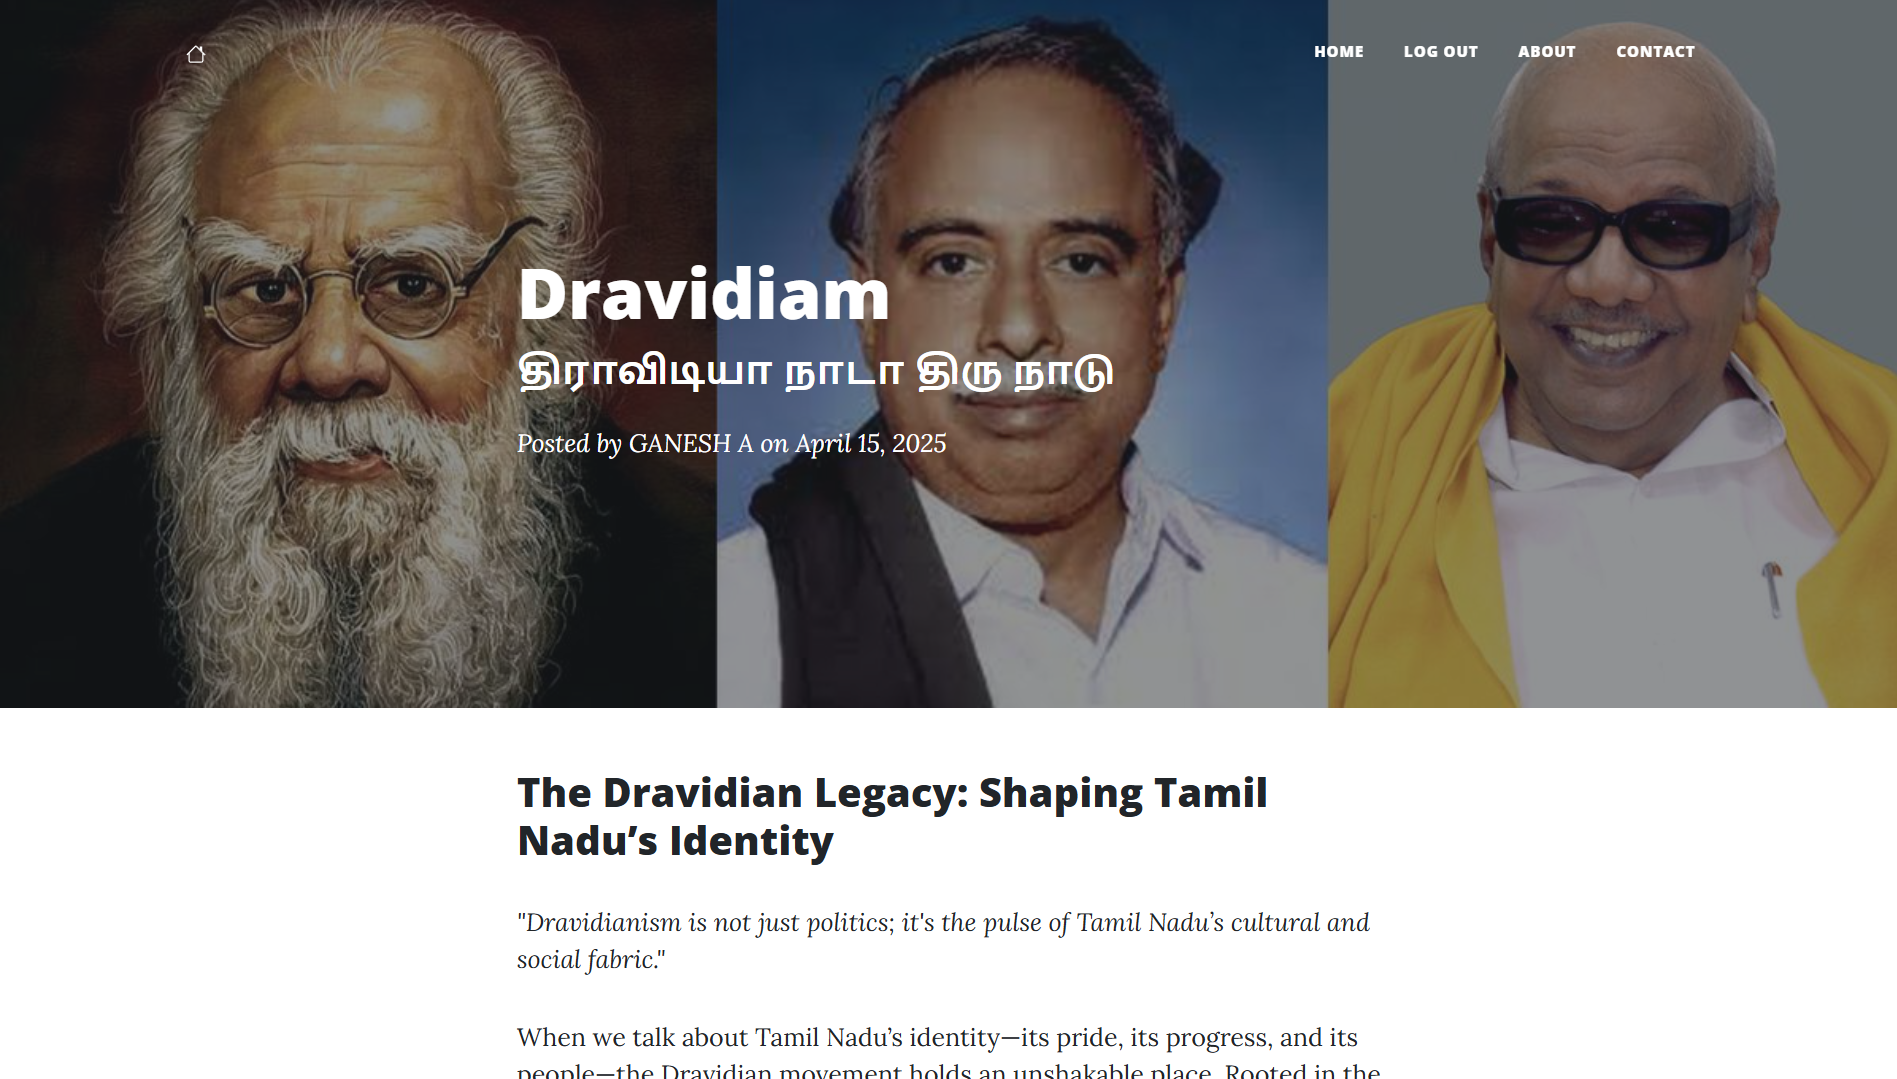 HOME LOG OUT ABOUT CONTACT
Dravidiam
திராவிடியா நாடா திரு நாடு
Posted by GANESH A on April 15, 2025
The Dravidian Legacy: Shaping Tamil
Nadu’s Identity
"Dravidianism is not just politics; it's the pulse of Tamil Nadu’s cultural and
social fabric."
When we talk about Tamil Nadu’s identity—its pride, its progress, and its
people—the Dravidian movement holds an unshakable place. Rooted in the